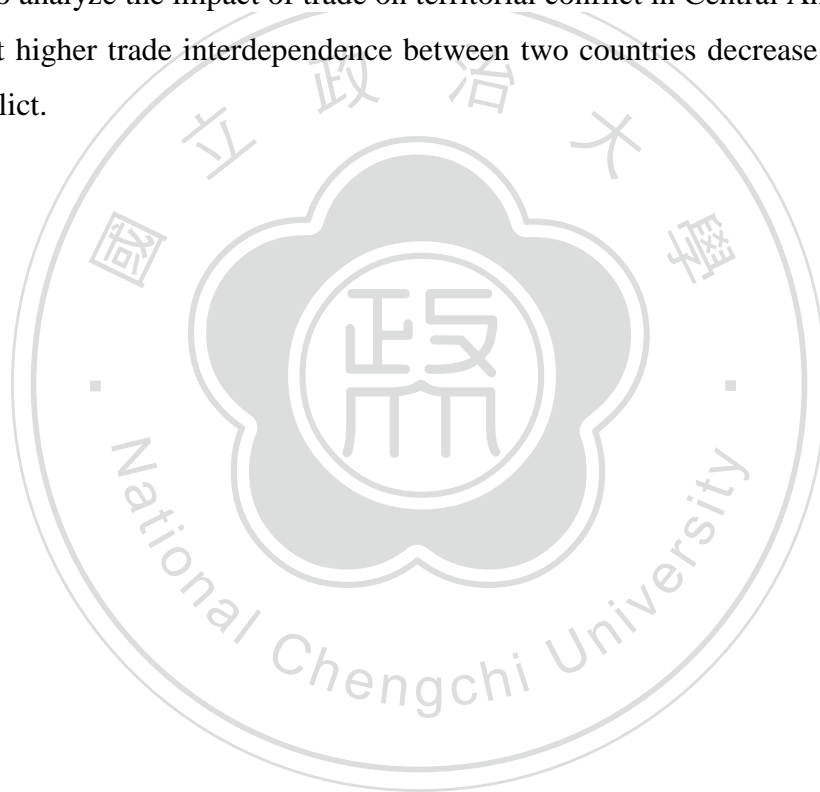 o analyze the impact of trade on territorial conflict in Central
t higher trade interdependence between two countries decrease
lict.
國立政治大學
政
National Chengchi University